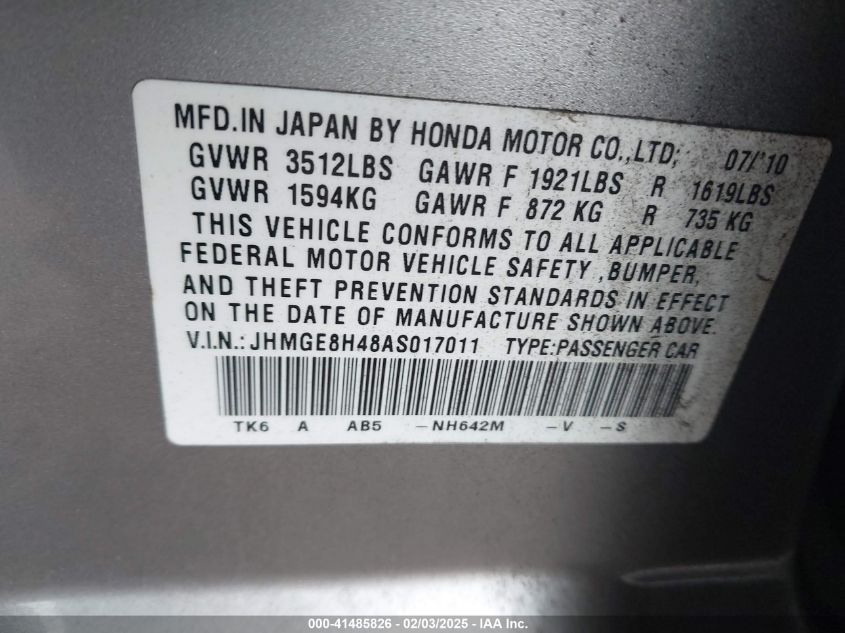 MFD.IN JAPAN BY HONDA MOTOR CO.,LTD; 07/'10
GVWR 3512LBS GAWR F 1921LBS R 1619LBS
GVWR 1594KG GAWR F 872 KG R 735 KG
THIS VEHICLE CONFORMS TO ALL APPLICABLE
FEDERAL MOTOR VEHICLE SAFETY ,BUMPER,
AND THEFT PREVENTION STANDARDS IN EFFECT
ON THE DATE OF MANUFACTURE SHOWN ABOVE.
V.I.N.: JHMGE8H48AS017011 TYPE:PASSENGER CAR
TK6 A AB5 -NH642M -V -S
000-41485826 - 02/03/2025 - IAA Inc.